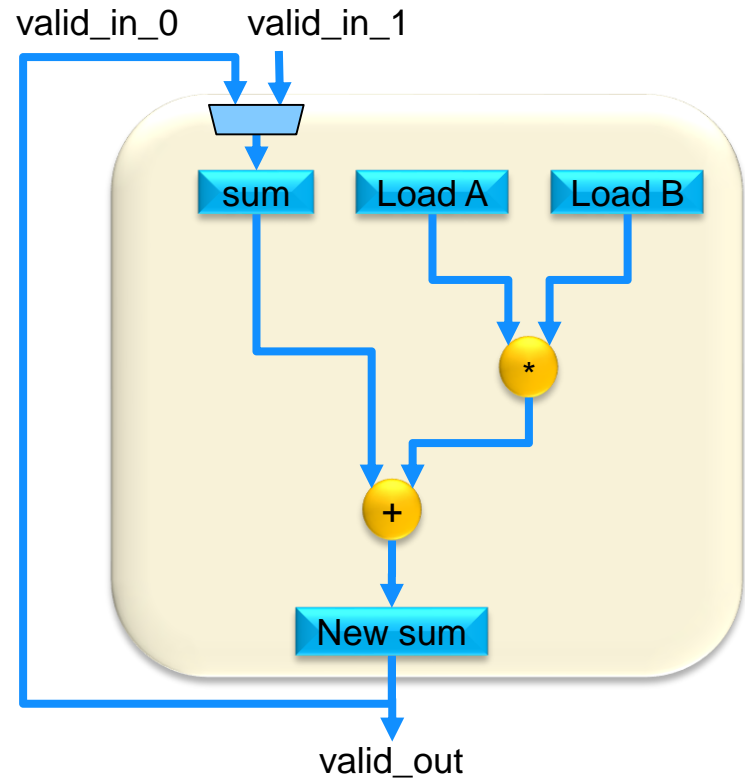 valid_in_0 valid_in_1
sum Load A Load B
*
+
New sum
valid_out